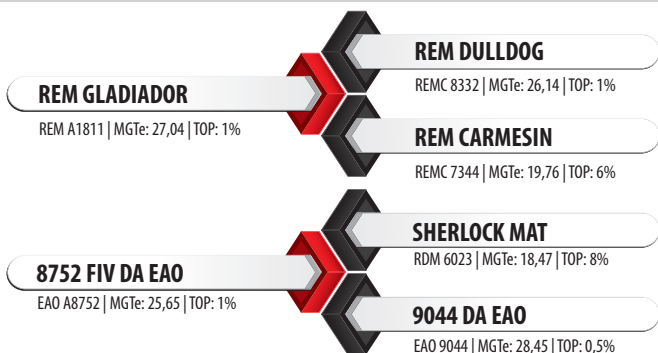 REM DULLDOG
REMC 8332 | MGTe: 26,14 | TOP: 1%
REM GLADIADOR
REM A1811 | MGTe: 27,04 | TOP: 1%
REM CARMESIN
REMC 7344 | MGTe: 19,76 | TOP: 6%
SHERLOCK MAT
RDM 6023 | MGTe: 18,47 | TOP: 8%
8752 FIV DA EAO
EAO A8752 | MGTe: 25,65 | TOP: 1%
9044 DA EAO
EAO 9044 | MGTe: 28,45 | TOP: 0,5%